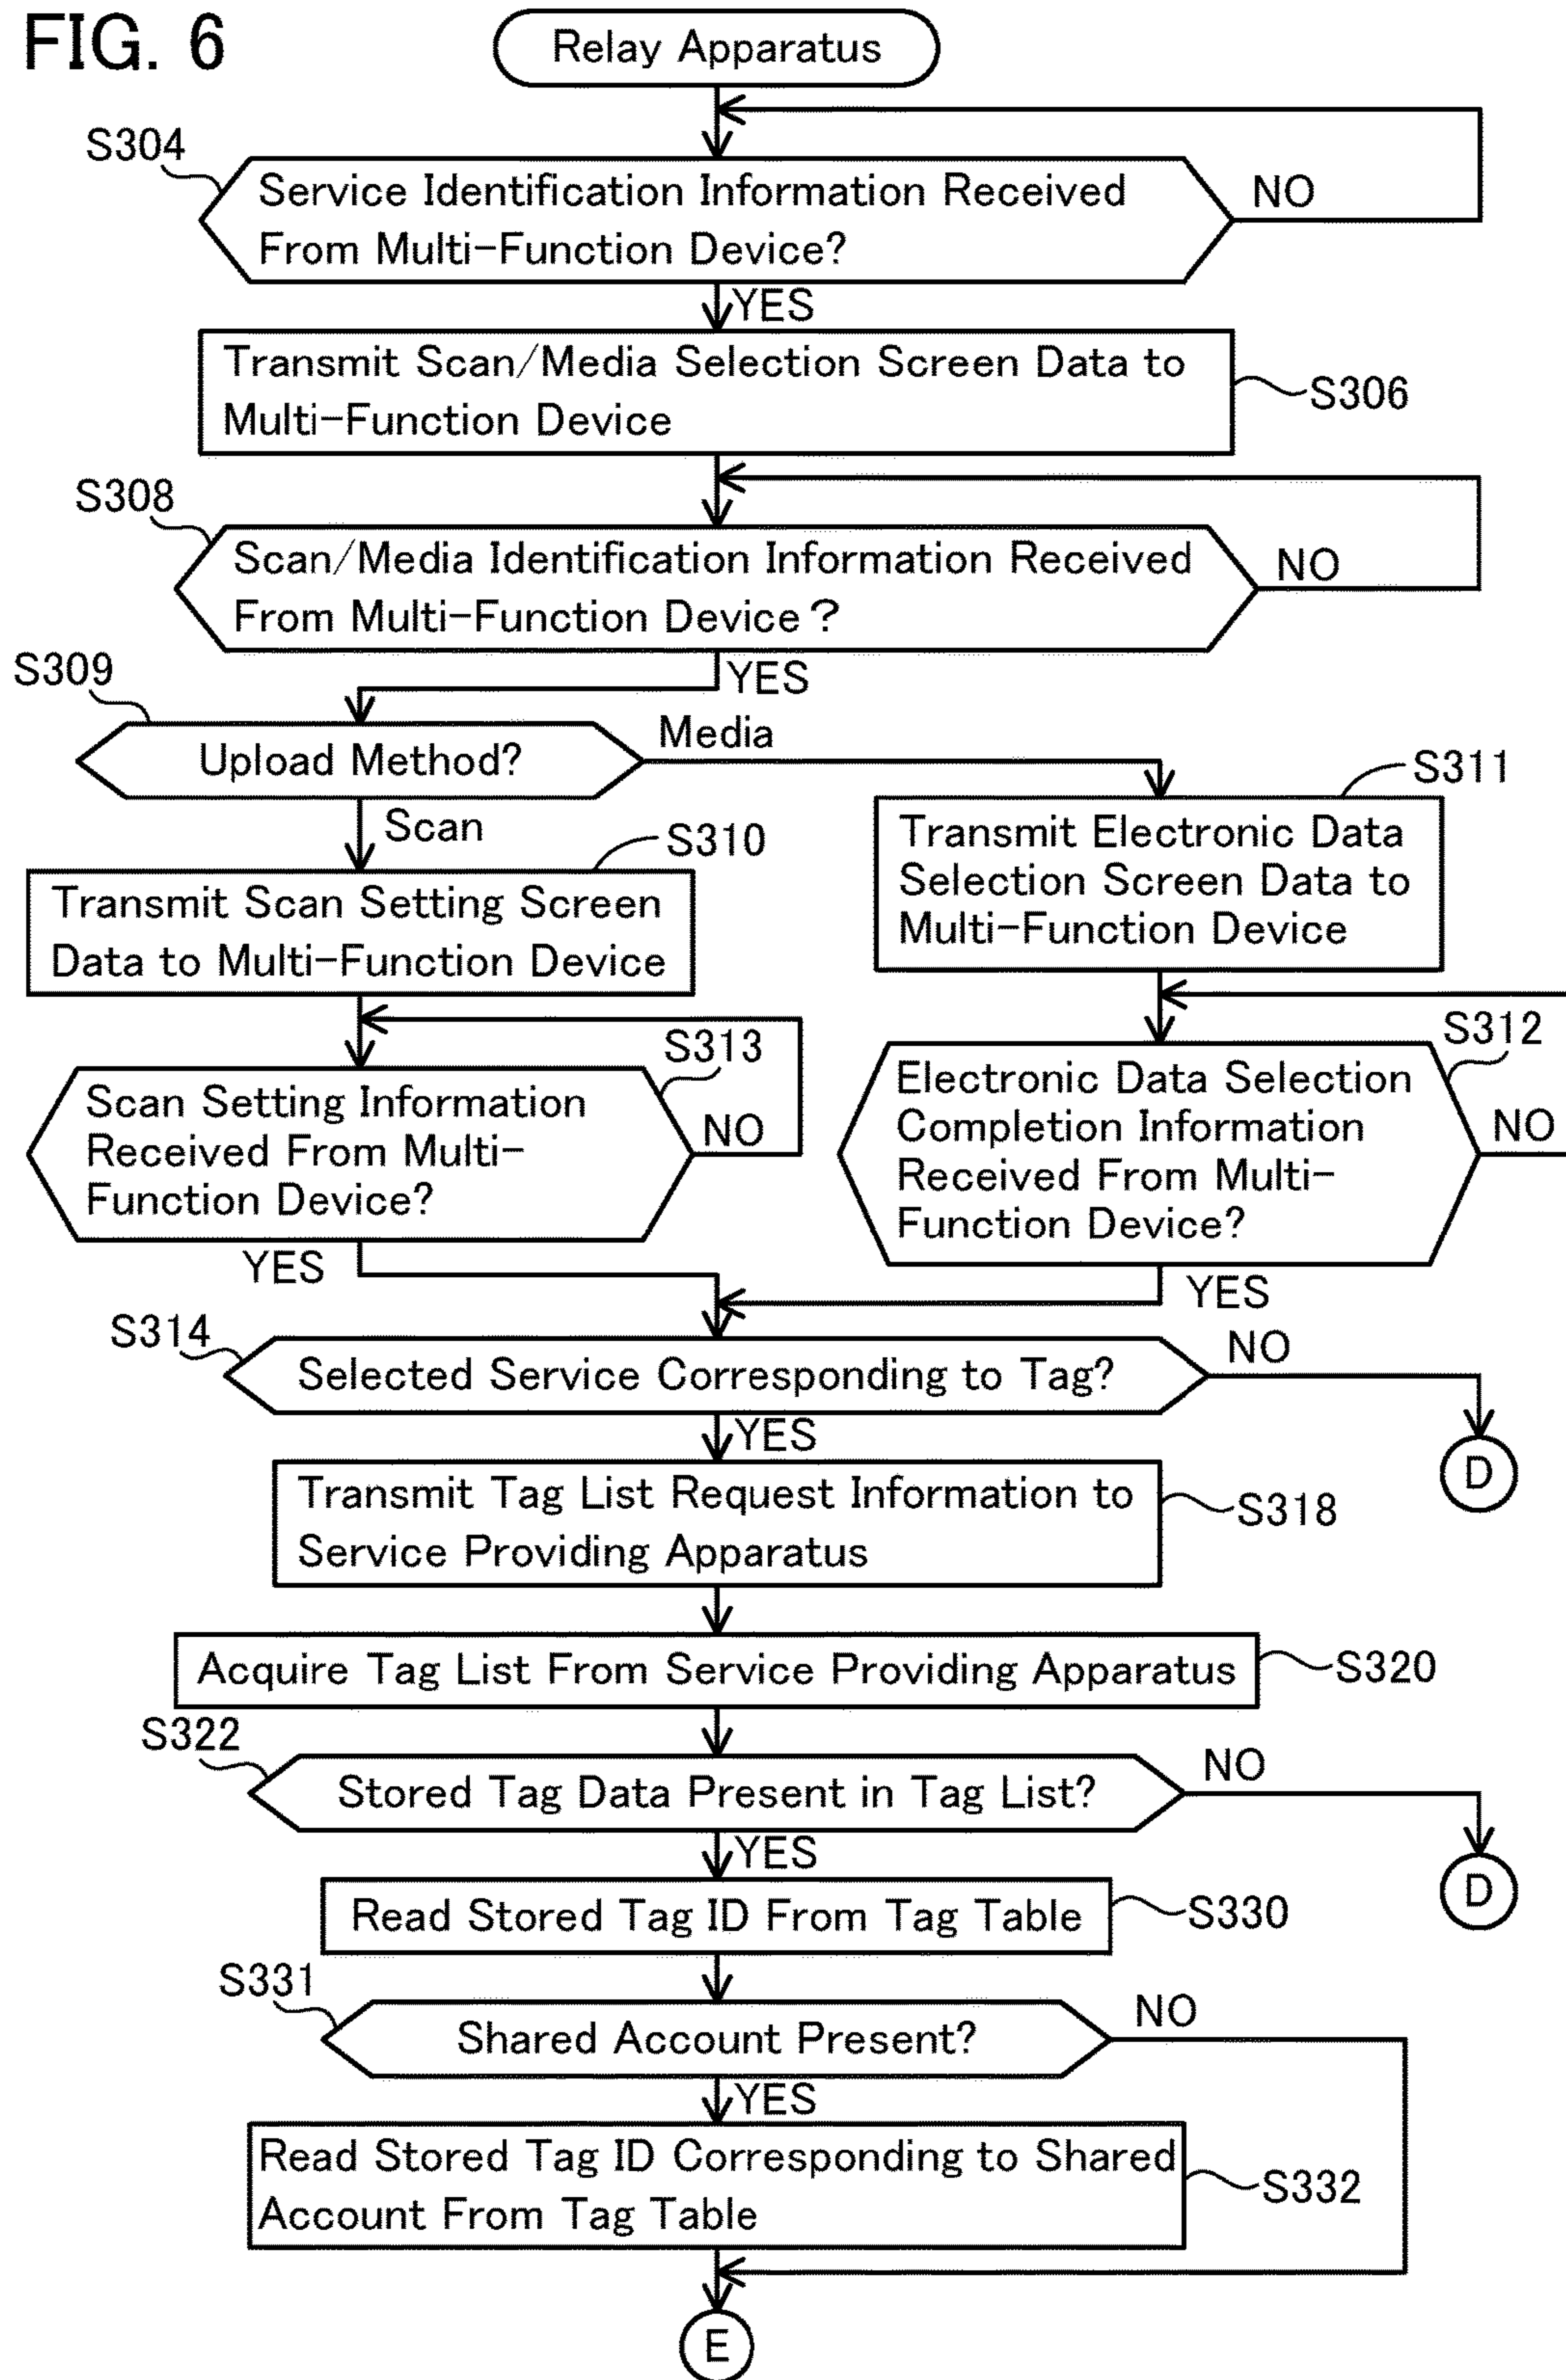 FIG. 6
Relay Apparatus
S304
Service Identification Information Received
From Multi-Function Device?
NO
YES
Transmit Scan/Media Selection Screen Data to
Multi-Function Device
S306
S308
Scan/Media Identification Information Received
From Multi-Function Device?
NO
YES
S309
Upload Method?
Media
Scan
S310
Transmit Scan Setting Screen
Data to Multi-Function Device
S311
Transmit Electronic Data
Selection Screen Data to
Multi-Function Device
S313
Scan Setting Information
Received From Multi-
Function Device?
NO
YES
S312
Electronic Data Selection
Completion Information
Received From Multi-
Function Device?
NO
YES
S314
Selected Service Corresponding to Tag?
NO
D
YES
Transmit Tag List Request Information to
Service Providing Apparatus
S318
Acquire Tag List From Service Providing Apparatus
S320
S322
Stored Tag Data Present in Tag List?
NO
D
YES
Read Stored Tag ID From Tag Table
S330
S331
Shared Account Present?
NO
YES
Read Stored Tag ID Corresponding to Shared
Account From Tag Table
S332
E